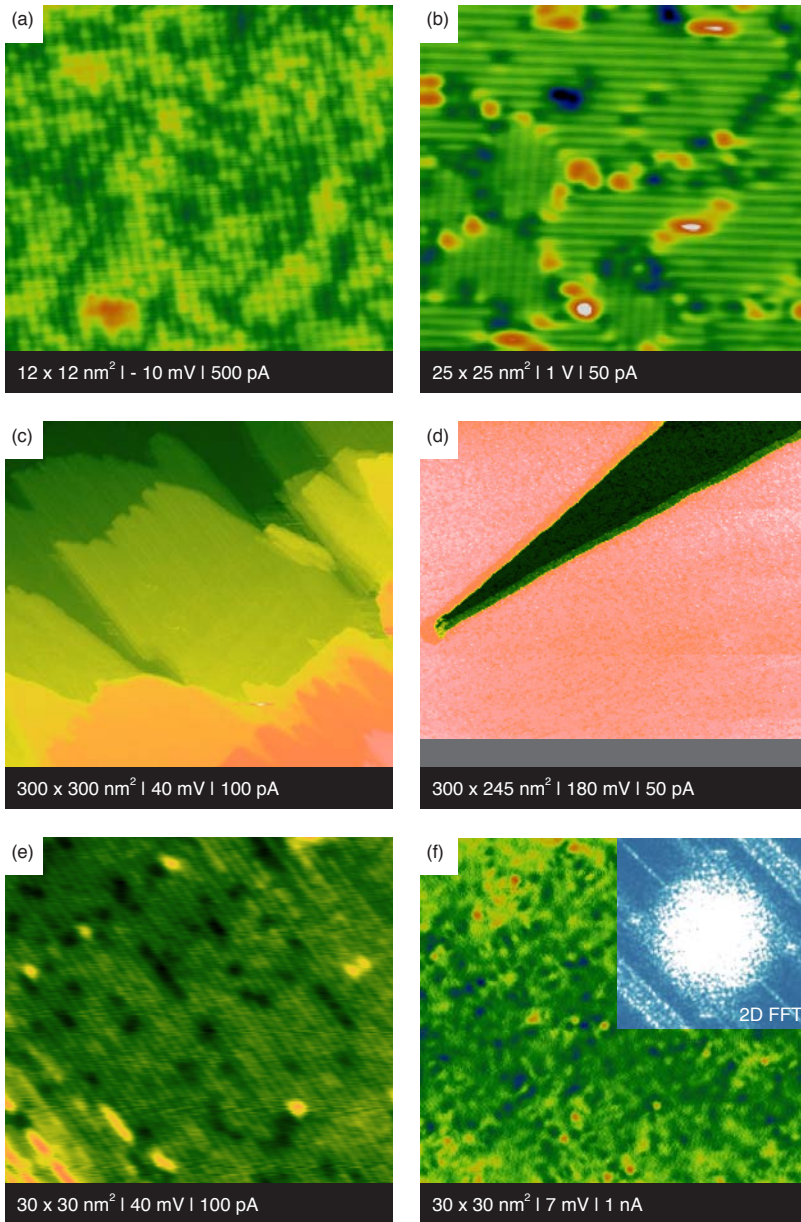 (a)
12 x 12 nm² | - 10 mV | 500 pA
(b)
25 x 25 nm² | 1 V | 50 pA
(c)
300 x 300 nm² | 40 mV | 100 pA
(d)
300 x 245 nm² | 180 mV | 50 pA
(e)
30 x 30 nm² | 40 mV | 100 pA
(f)
2D FFT
30 x 30 nm² | 7 mV | 1 nA